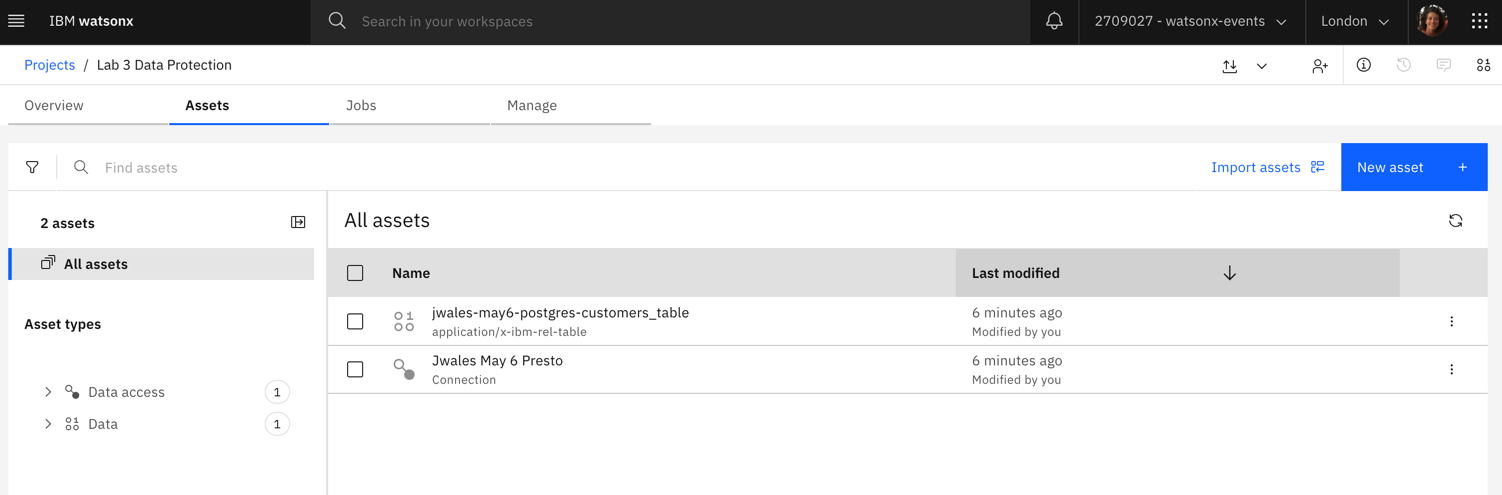 IBM watsonx
Search in your workspaces
2709027 - watsonx-events
London
Projects / Lab 3 Data Protection
Overview
Assets
Jobs
Manage
Find assets
Import assets
New asset +
2 assets
All assets
Asset types
Data access 1
Data 1
All assets
Name
Last modified
jwales-may6-postgres-customers_table
6 minutes ago
application/x-ibm-rel-table
Modified by you
Jwales May 6 Presto
6 minutes ago
Connection
Modified by you